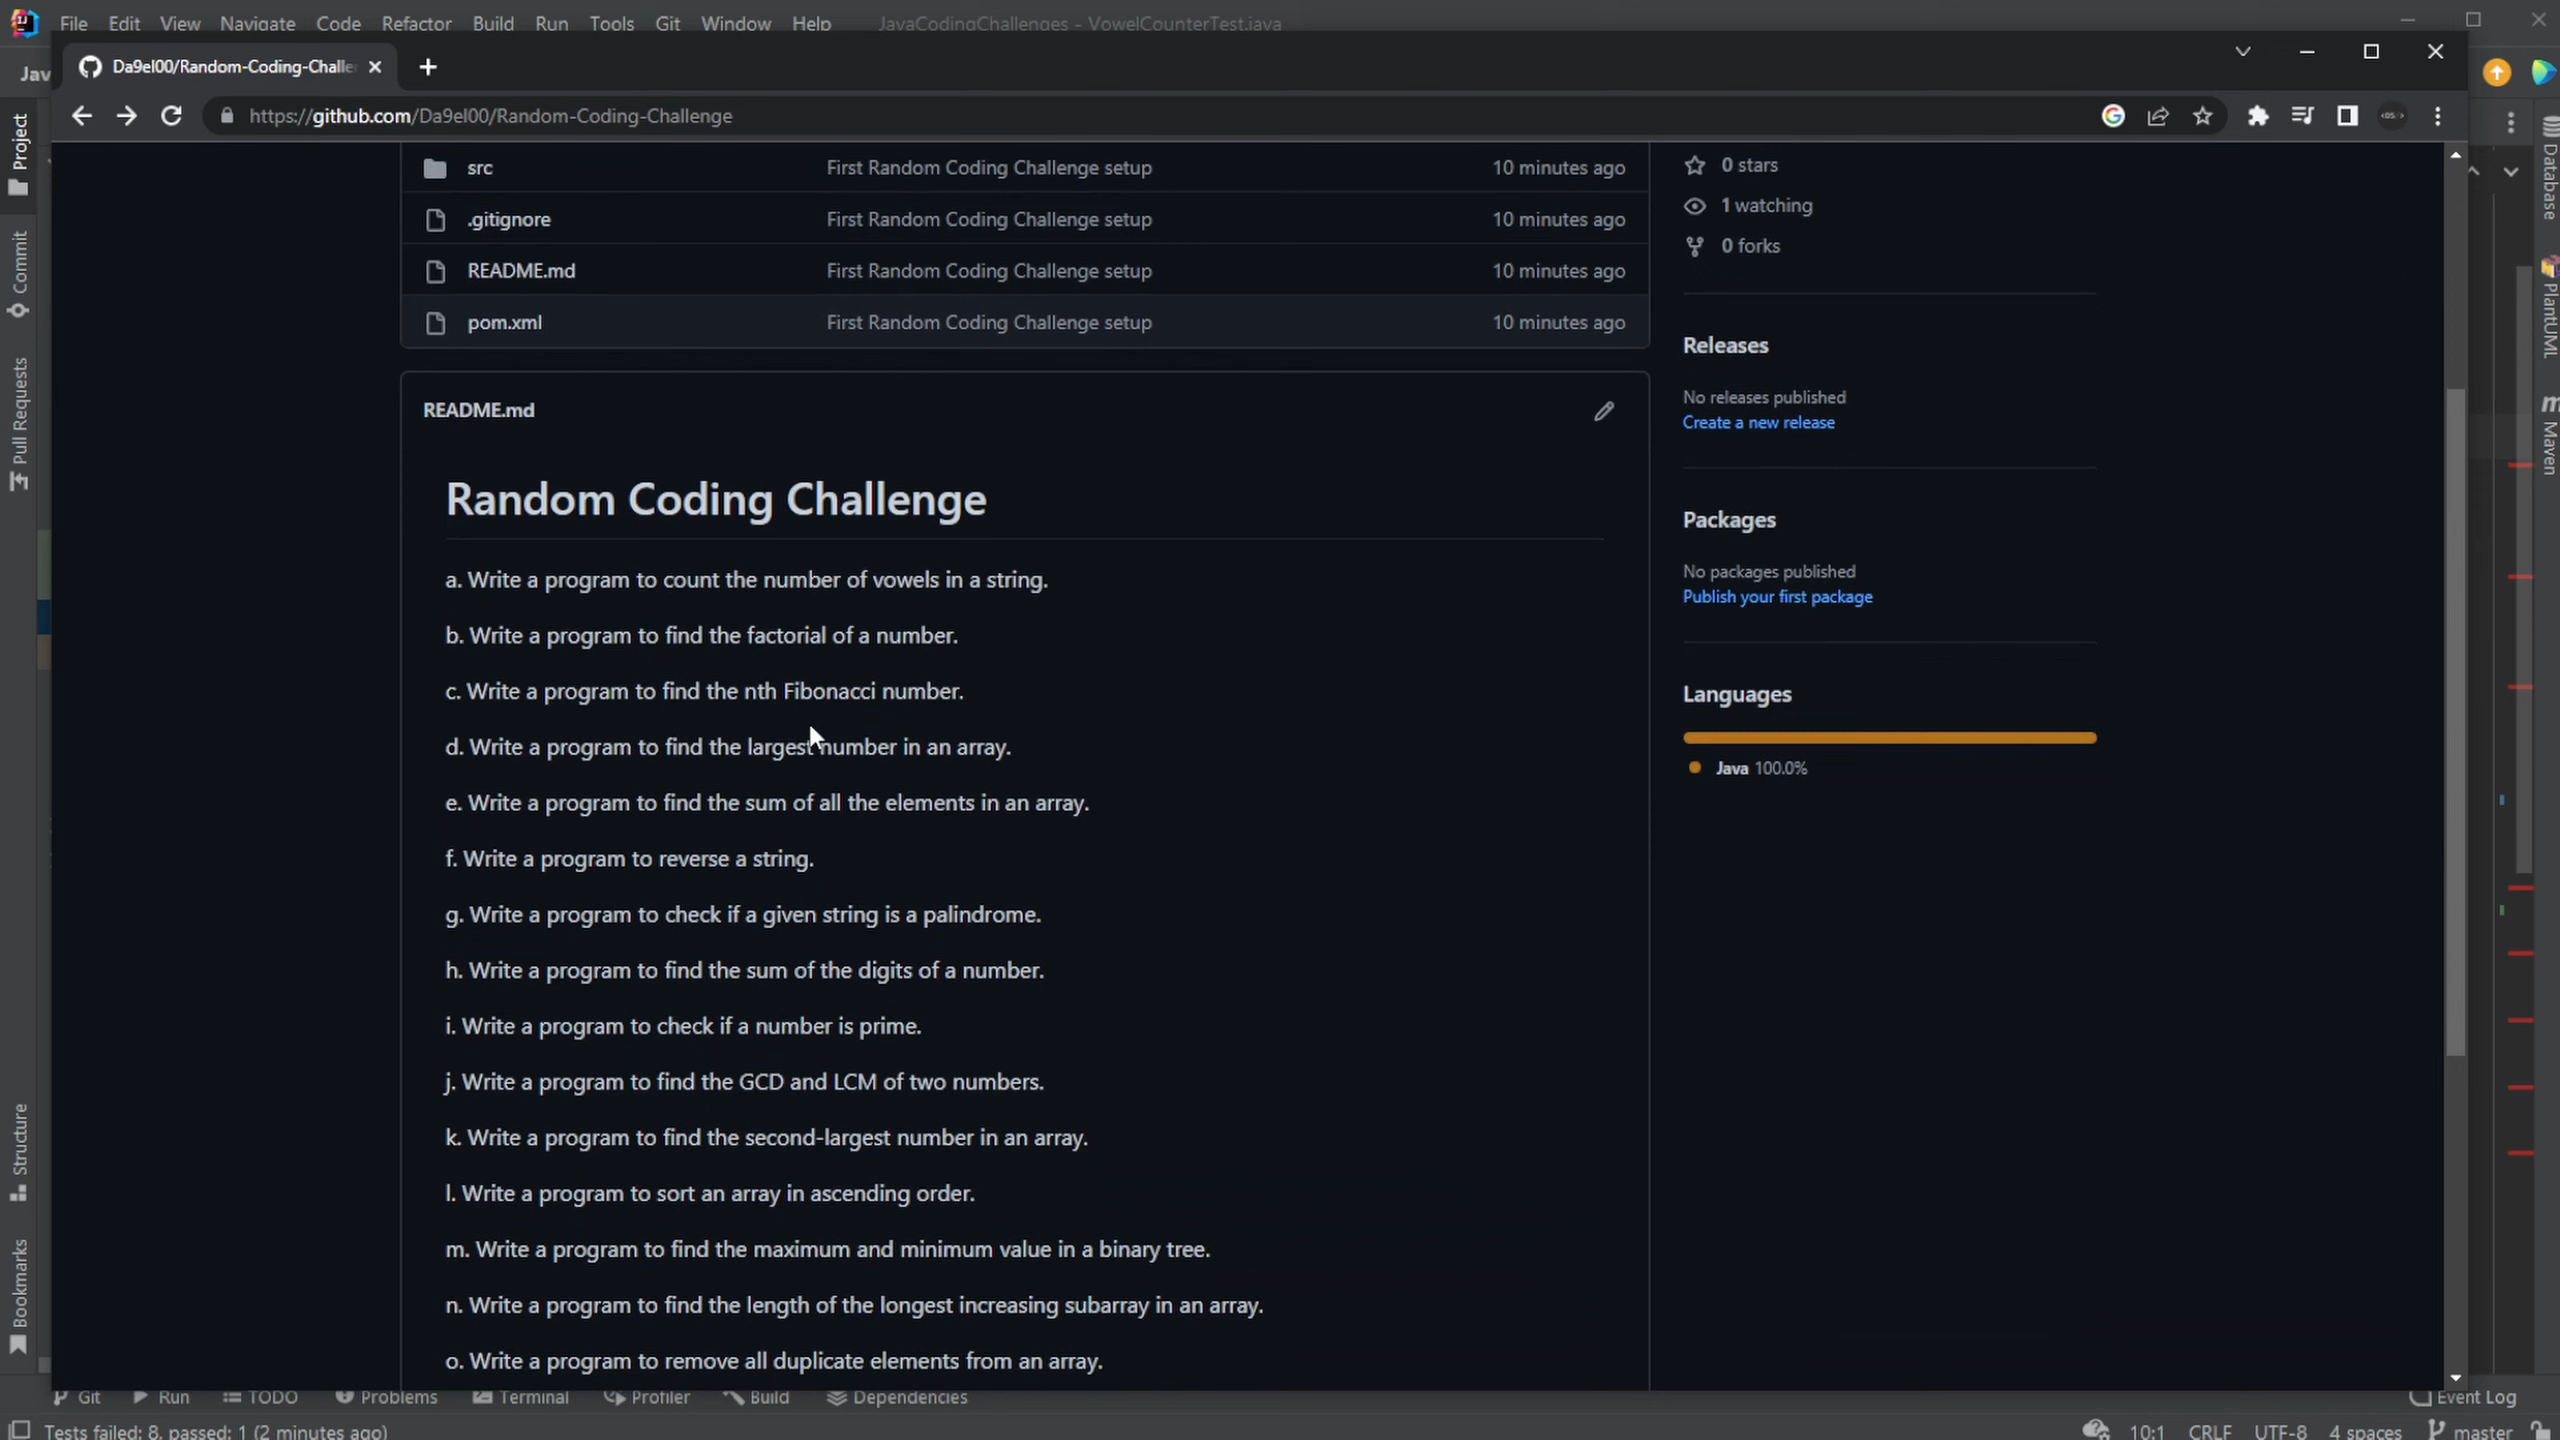 File Edit View Navigate Code Refactor Build Run Tools Git Window Help JavaCodingChallenges - VowelCounterTest.java
Jav
Da9el00/Random-Coding-Challe
https://github.com/Da9el00/Random-Coding-Challenge
Project
Commit
Pull Requests
Structure
Bookmarks
src First Random Coding Challenge setup 10 minutes ago
.gitignore First Random Coding Challenge setup 10 minutes ago
README.md First Random Coding Challenge setup 10 minutes ago
pom.xml First Random Coding Challenge setup 10 minutes ago
README.md
Random Coding Challenge
a. Write a program to count the number of vowels in a string.
b. Write a program to find the factorial of a number.
c. Write a program to find the nth Fibonacci number.
d. Write a program to find the largest number in an array.
e. Write a program to find the sum of all the elements in an array.
f. Write a program to reverse a string.
g. Write a program to check if a given string is a palindrome.
h. Write a program to find the sum of the digits of a number.
i. Write a program to check if a number is prime.
j. Write a program to find the GCD and LCM of two numbers.
k. Write a program to find the second-largest number in an array.
l. Write a program to sort an array in ascending order.
m. Write a program to find the maximum and minimum value in a binary tree.
n. Write a program to find the length of the longest increasing subarray in an array.
o. Write a program to remove all duplicate elements from an array.
0 stars
1 watching
0 forks
Releases
No releases published
Create a new release
Packages
No packages published
Publish your first package
Languages
Java 100.0%
Database
PlantUML
m Maven
Git Run TODO Problems Terminal Profiler Build Dependencies Event Log
Tests failed: 8, passed: 1 (2 minutes ago) 10:1 CRLF UTF-8 4 spaces master